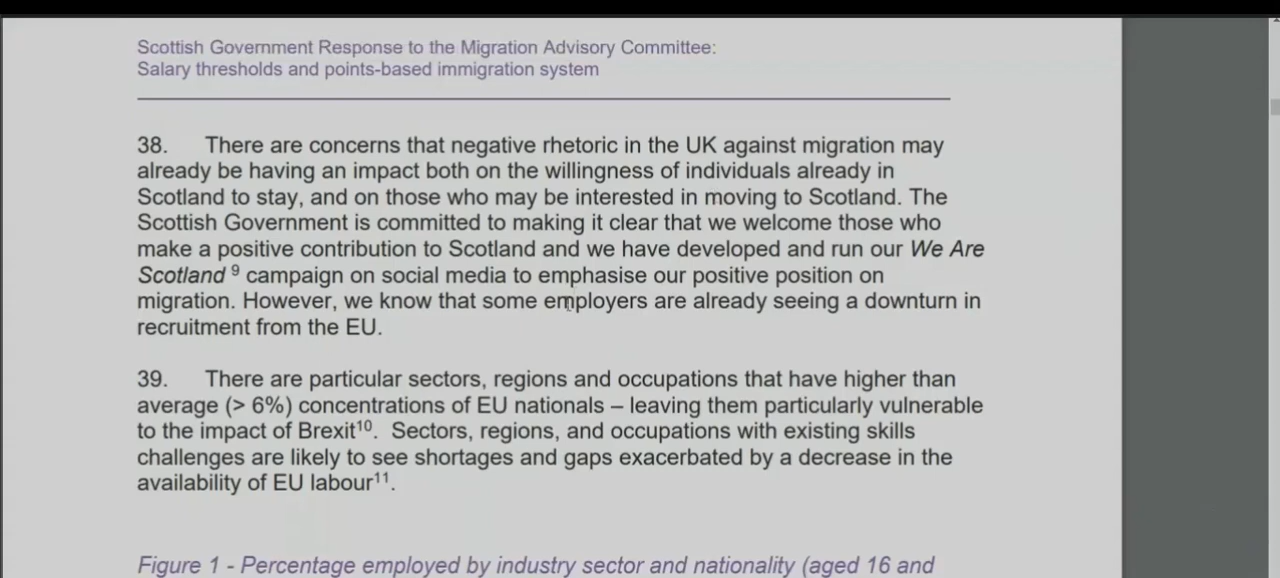 Scottish Government Response to the Migration Advisory Committee:
Salary thresholds and points-based immigration system
38. There are concerns that negative rhetoric in the UK against migration may
already be having an impact both on the willingness of individuals already in
Scotland to stay, and on those who may be interested in moving to Scotland. The
Scottish Government is committed to making it clear that we welcome those who
make a positive contribution to Scotland and we have developed and run our We Are
Scotland ⁹ campaign on social media to emphasise our positive position on
migration. However, we know that some employers are already seeing a downturn in
recruitment from the EU.
39. There are particular sectors, regions and occupations that have higher than
average (> 6%) concentrations of EU nationals – leaving them particularly vulnerable
to the impact of Brexit¹⁰. Sectors, regions, and occupations with existing skills
challenges are likely to see shortages and gaps exacerbated by a decrease in the
availability of EU labour¹¹.
Figure 1 - Percentage employed by industry sector and nationality (aged 16 and